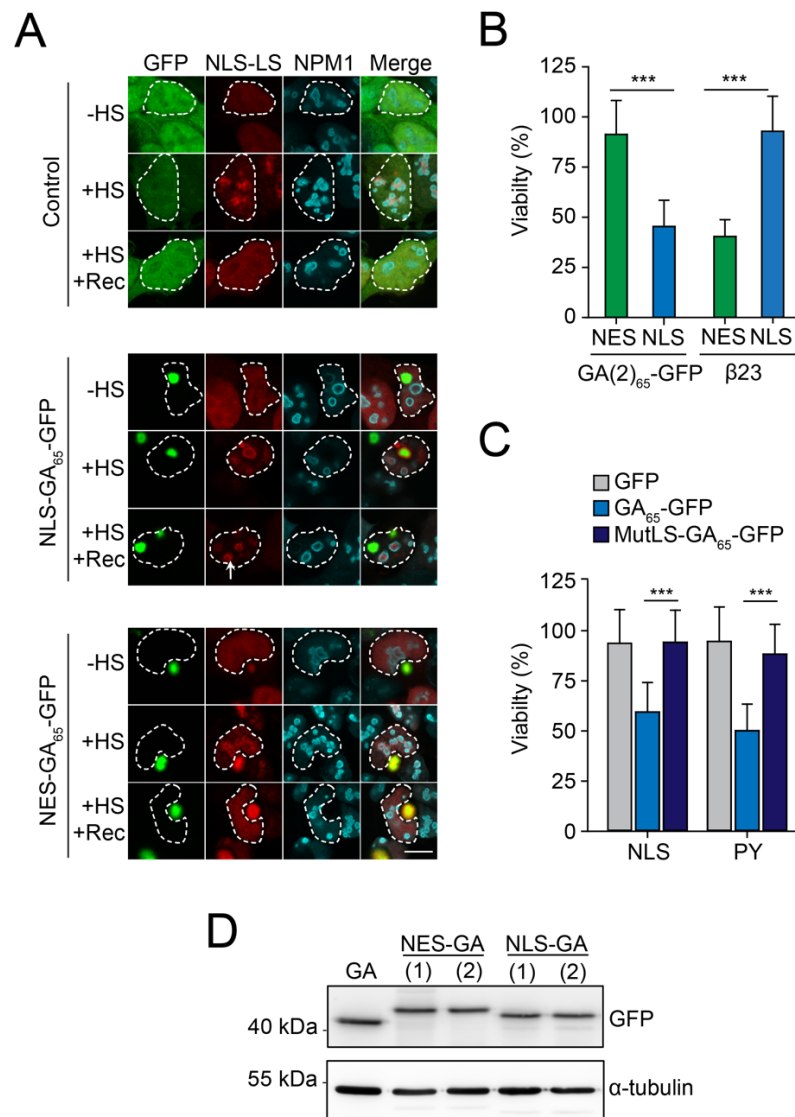 A
GFP NLS-LS NPM1 Merge
Control
-HS
+HS
+HS
+Rec
NLS-GA65-GFP
-HS
+HS
+HS
+Rec
NES-GA65-GFP
-HS
+HS
+HS
+Rec
B
Viabilty (%)
125
100
75
50
25
0
*** ***
NES NLS NES NLS
GA(2)65-GFP β23
C
GFP
GA65-GFP
MutLS-GA65-GFP
Viabilty (%)
125
100
75
50
25
0
*** ***
NLS PY
D
NES-GA NLS-GA
GA (1) (2) (1) (2)
40 kDa GFP
55 kDa α-tubulin